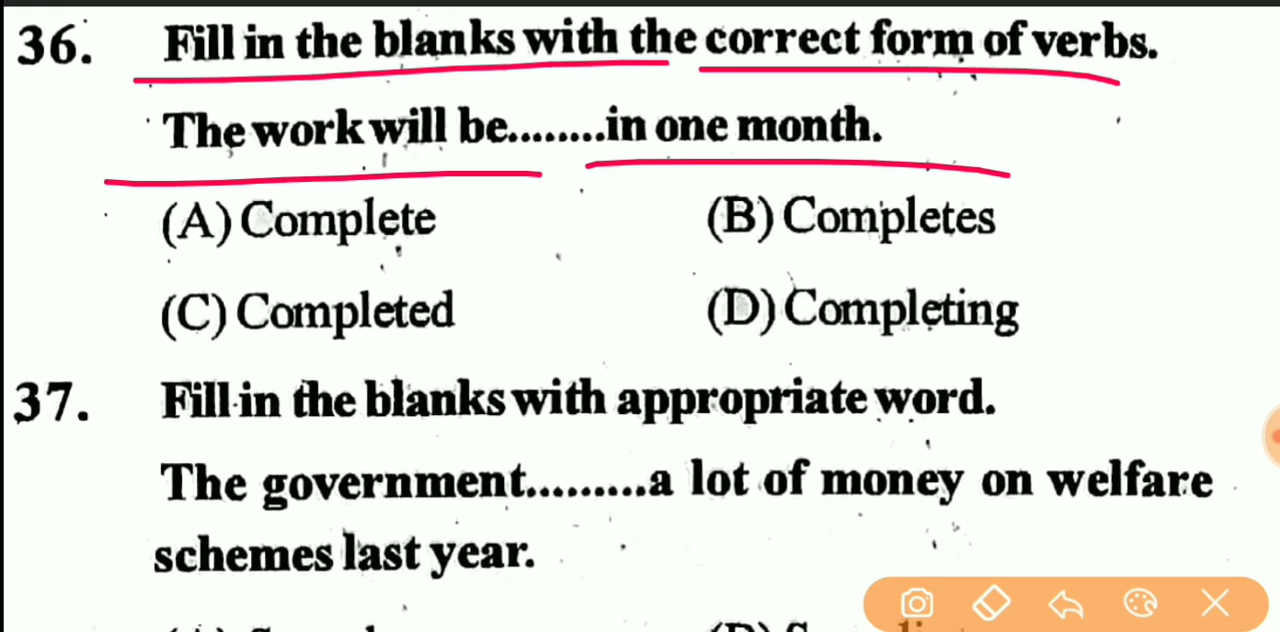 36. Fill in the blanks with the correct form of verbs.
The work will be........in one month.
(A) Complete (B) Completes
(C) Completed (D) Completing
37. Fill in the blanks with appropriate word.
The government.........a lot of money on welfare
schemes last year.